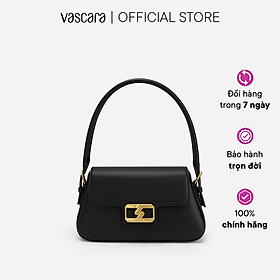 vascara | OFFICIAL STORE
Đổi hàng
trong 7 ngày
Bảo hành
trọn đời
100%
chính hãng